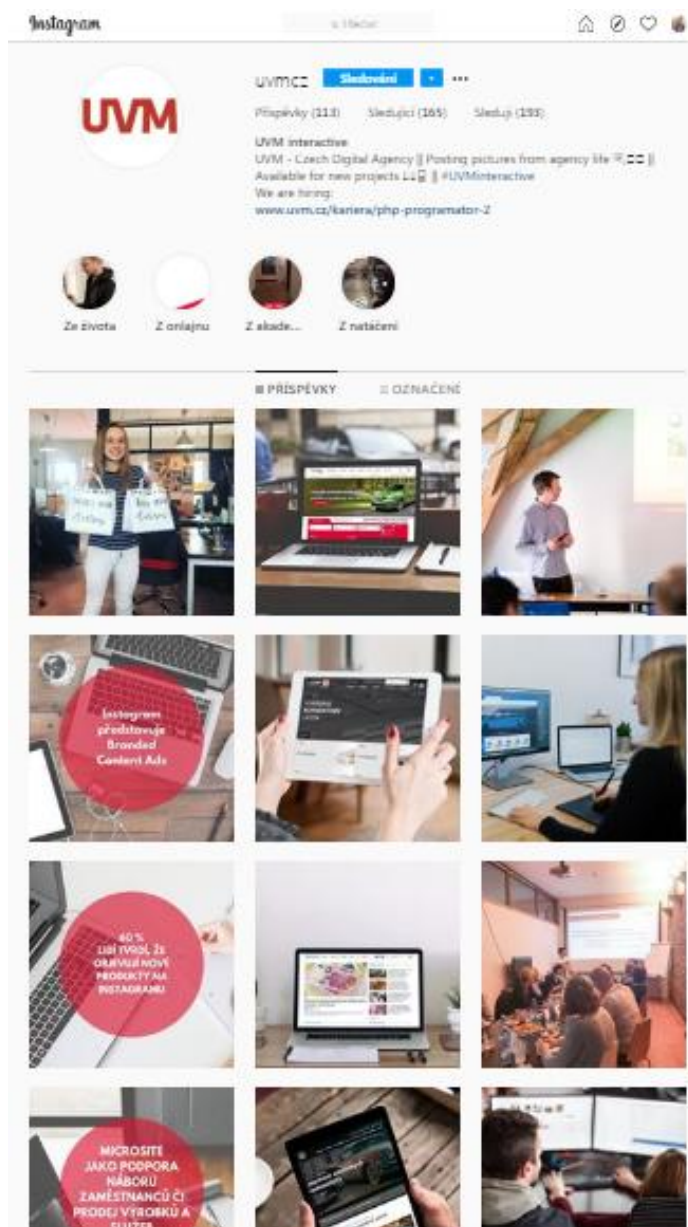 Instagram
Hledat
UVM
uvmcz Sledování
Příspěvky (113) Sledující (165) Sleduji (193)
UVM interactive
UVM - Czech Digital Agency || Posting pictures from agency life ||
Available for new projects || #UVMinteractive
We are hiring:
www.uvm.cz/kariera/php-programator-2
Ze života Z onlajnu Z akade... Z natáčení
PŘÍSPĚVKY OZNAČENÉ
Instagram
představuje
Branded
Content Ads
60 %
LIDÍ TVRDÍ, ŽE
OBJEVUJÍ NOVÉ
PRODUKTY NA
INSTAGRAMU
MICROSITE
JAKO PODPORA
NÁBORU
ZAMĚSTNANCŮ ČI
PRODEJ VÝROBKŮ A
SLUŽEB